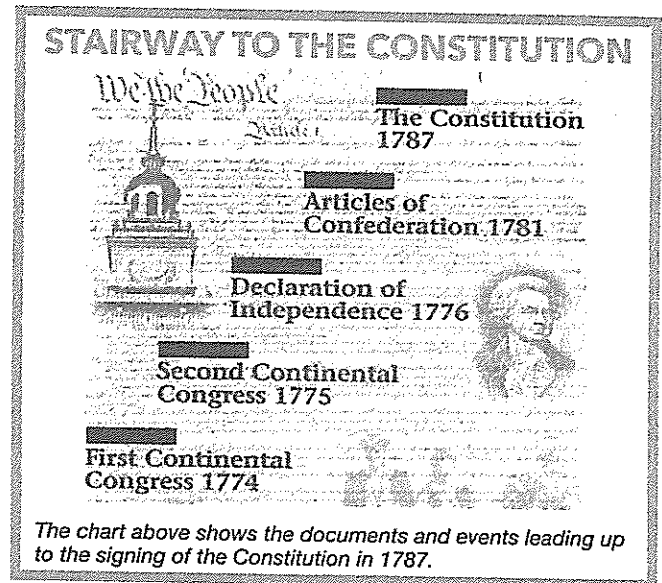 STAIRWAY TO THE CONSTITUTION
We the People
Article I
The Constitution
1787
Articles of
Confederation 1781
Declaration of
Independence 1776
Second Continental
Congress 1775
First Continental
Congress 1774
The chart above shows the documents and events leading up
to the signing of the Constitution in 1787.